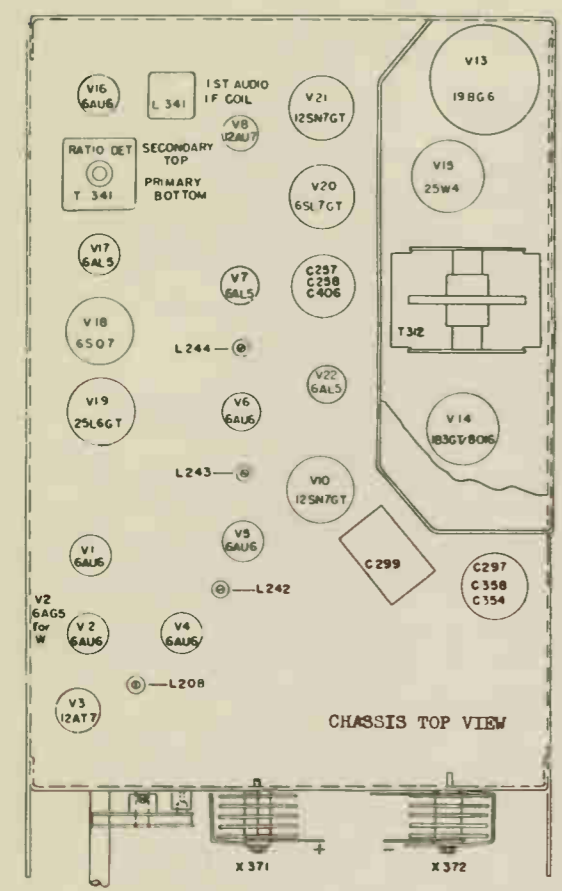 V16
6AU6
L 341
1ST AUDIO
IF COIL
V8
12AU7
V21
12SN7GT
V13
19BG6
RATIO DET
T 341
SECONDARY
TOP
PRIMARY
BOTTOM
V20
6SL7GT
V15
25W4
V17
6AL5
V7
6AL5
C257
C258
C406
T312
V18
6SQ7
L244
V22
6AL5
V19
25L6GT
V6
6AU6
V14
1B3GT/8016
L243
V10
12SN7GT
V1
6AU6
V5
6AU6
C299
C297
C358
C354
L242
V2
6AG5
for
W
V2
6AU6
V4
6AU6
L208
V3
12AT7
CHASSIS TOP VIEW
+
-
X 371
X 372